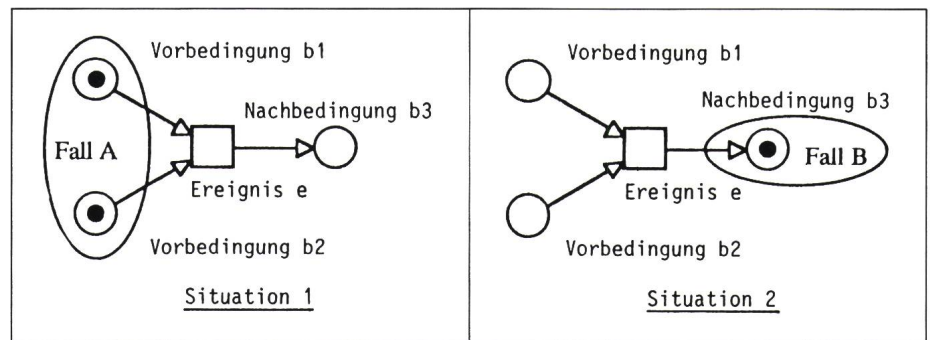 Vorbedingung b1
Nachbedingung b3
Fall A
Ereignis e
Vorbedingung b2
Situation 1
Vorbedingung b1
Nachbedingung b3
Fall B
Ereignis e
Vorbedingung b2
Situation 2